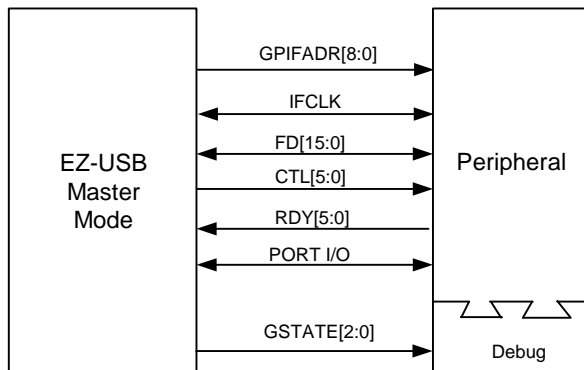 GPIFADR[8:0]
IFCLK
FD[15:0]
CTL[5:0]
RDY[5:0]
PORT I/O
GSTATE[2:0]
EZ-USB
Master
Mode
Peripheral
Debug